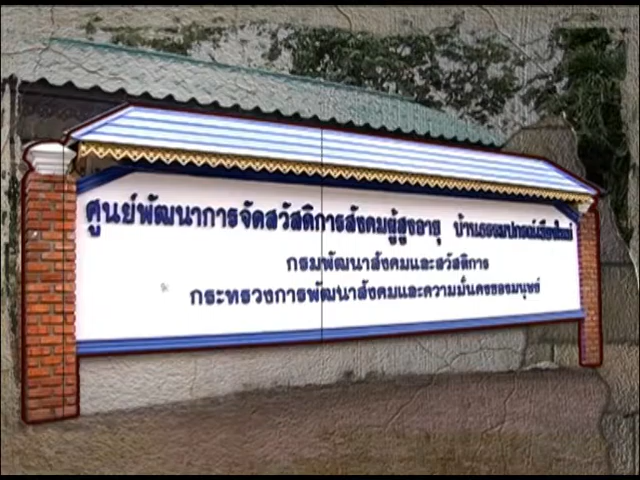 ศูนย์พัฒนาการจัดสวัสดิการสังคมผู้สูงอายุ บ้านธรรมปกรณ์เชียงใหม่
กรมพัฒนาสังคมและสวัสดิการ
กระทรวงการพัฒนาสังคมและความมั่นคงของมนุษย์